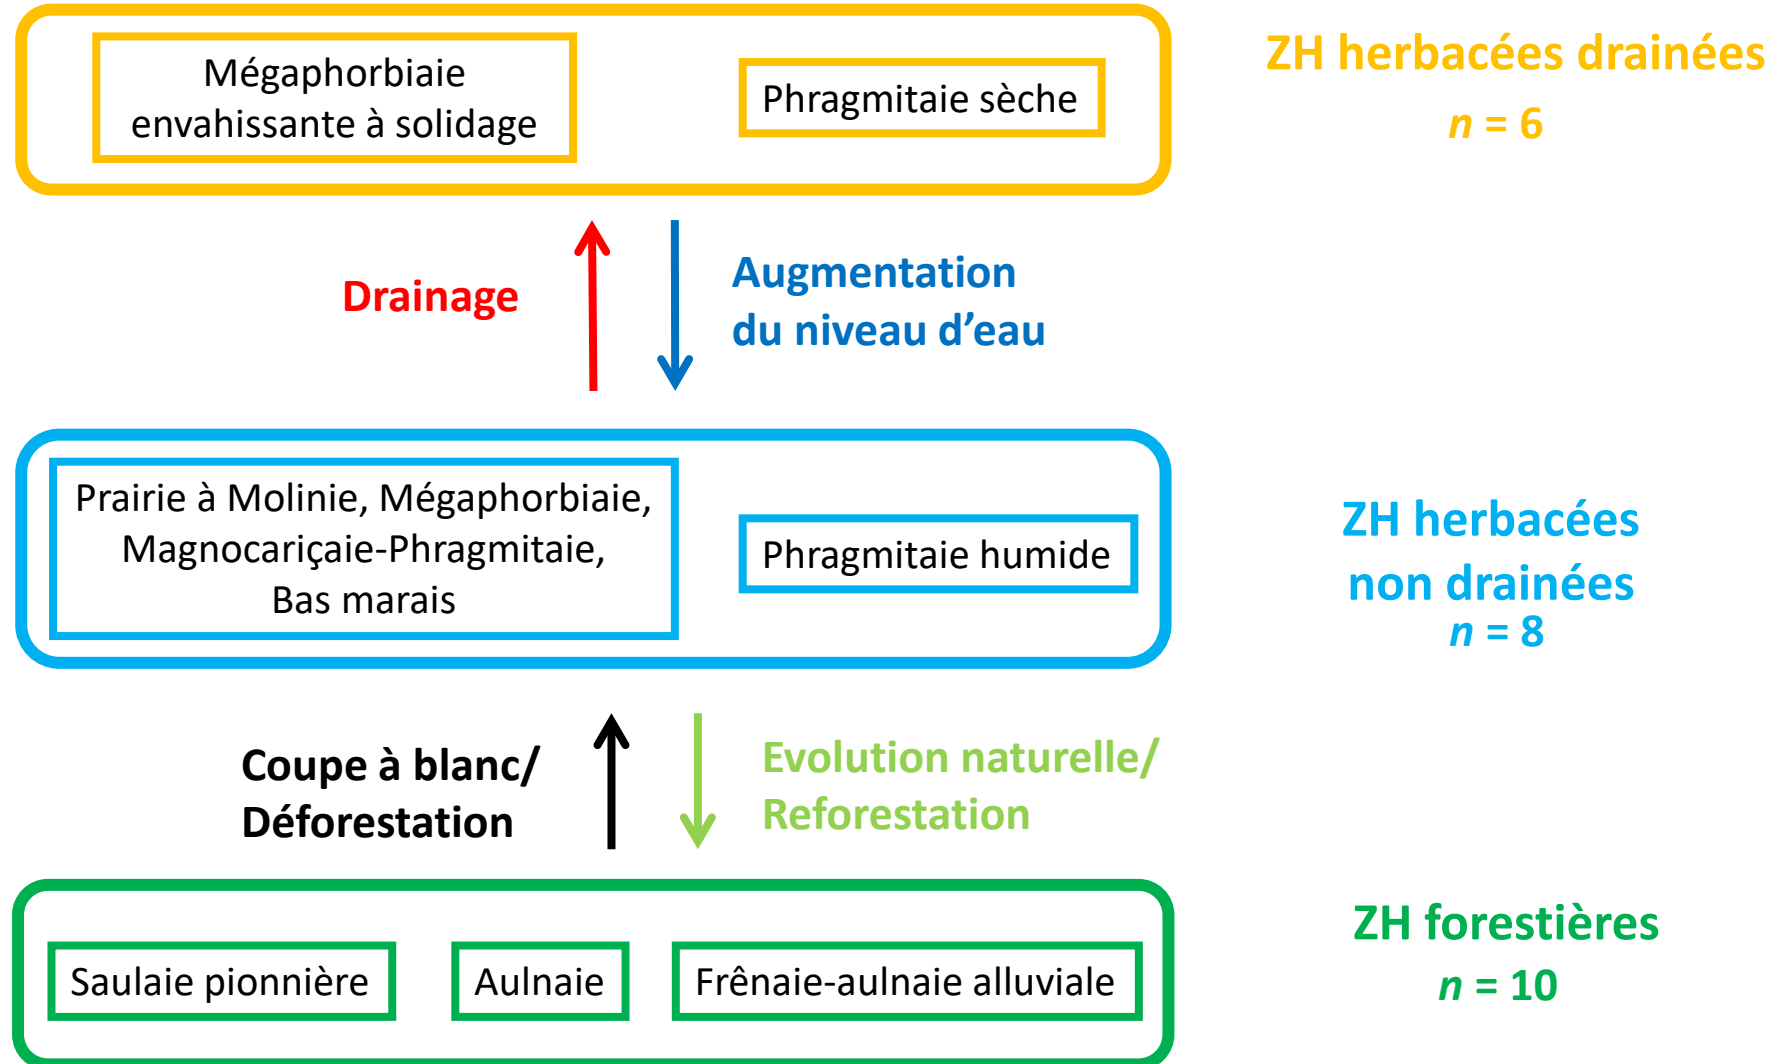 Mégaphorbiaie
envahissante à solidage
Phragmitaie sèche
ZH herbacées drainées
n = 6
Drainage
Augmentation
du niveau d’eau
Prairie à Molinie, Mégaphorbiaie,
Magnocariçaie-Phragmitaie,
Bas marais
Phragmitaie humide
ZH herbacées
non drainées
n = 8
Coupe à blanc/
Déforestation
Evolution naturelle/
Reforestation
Saulaie pionnière
Aulnaie
Frênaie-aulnaie alluviale
ZH forestières
n = 10